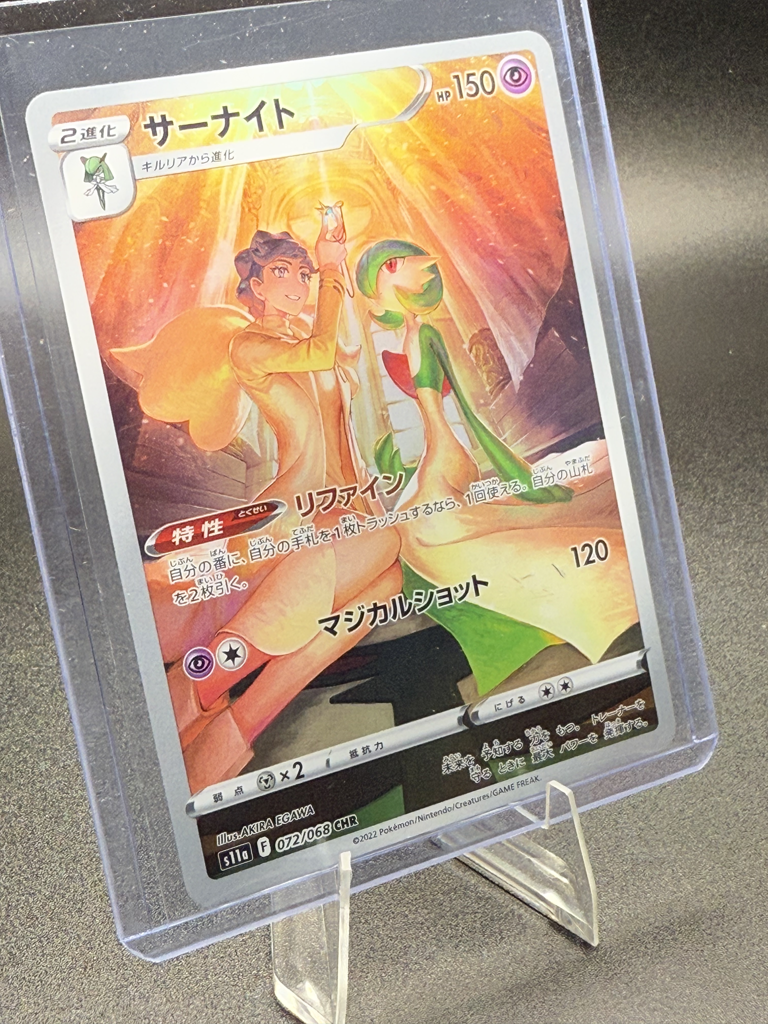 2進化
サーナイト
HP 150
キルリアから進化
特性 とくせい リファイン
自分の番に、自分の手札を1枚トラッシュするなら、1回使える。自分の山札
を2枚引く。
マジカルショット 120
弱点 ×2 抵抗力 にげる
未来を 予知する 力を もつ。トレーナーを
守る ときに 最大 パワーを 発揮する。
Illus. AKIRA EGAWA
s11a F 072/068 CHR ©2022 Pokémon/Nintendo/Creatures/GAME FREAK.